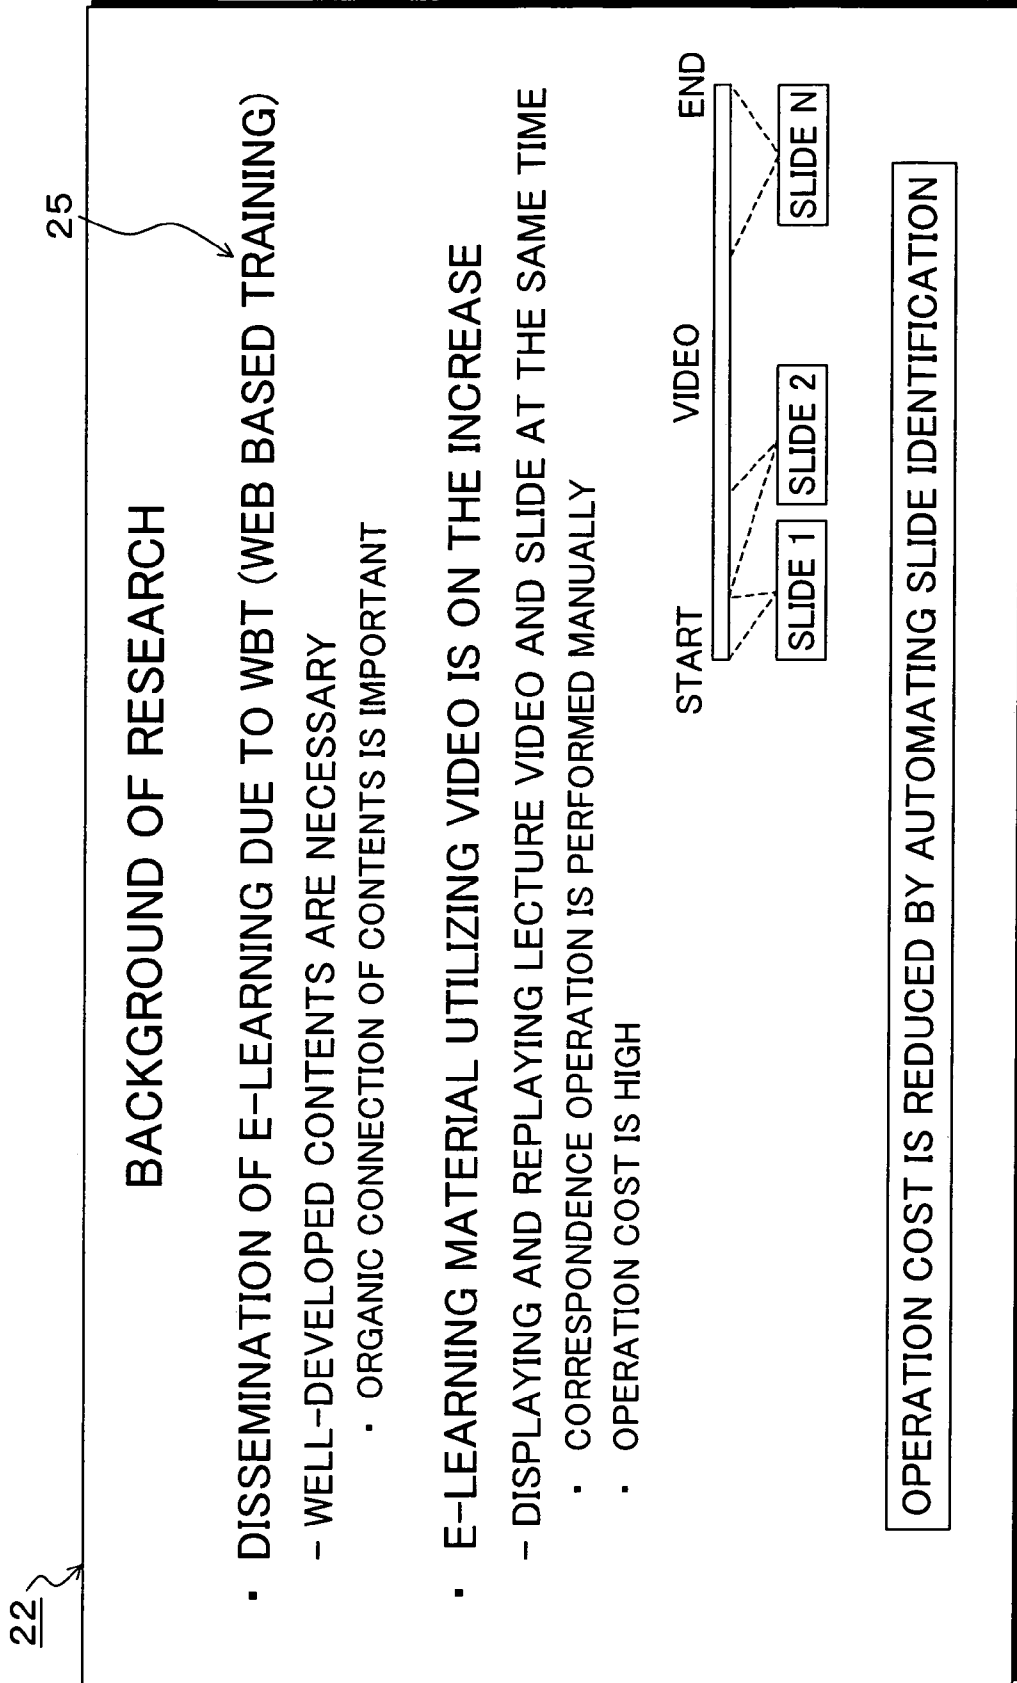 22
25
BACKGROUND OF RESEARCH
· DISSEMINATION OF E-LEARNING DUE TO WBT (WEB BASED TRAINING)
- WELL-DEVELOPED CONTENTS ARE NECESSARY
· ORGANIC CONNECTION OF CONTENTS IS IMPORTANT
· E-LEARNING MATERIAL UTILIZING VIDEO IS ON THE INCREASE
- DISPLAYING AND REPLAYING LECTURE VIDEO AND SLIDE AT THE SAME TIME
· CORRESPONDENCE OPERATION IS PERFORMED MANUALLY
· OPERATION COST IS HIGH
START VIDEO END
SLIDE 1 SLIDE 2 SLIDE N
OPERATION COST IS REDUCED BY AUTOMATING SLIDE IDENTIFICATION